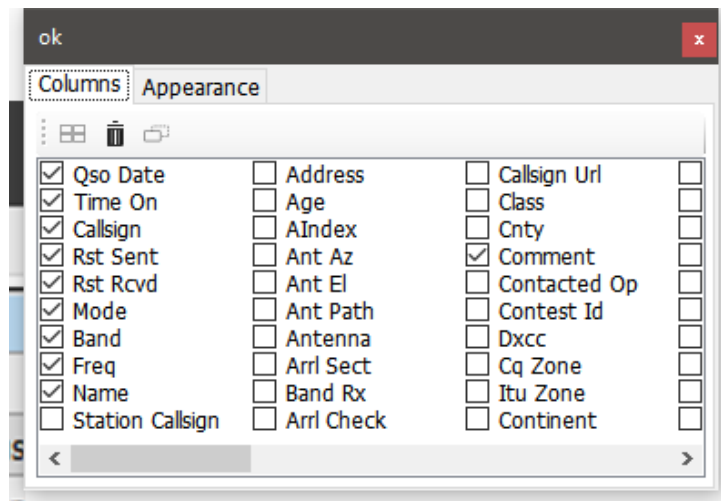 ok
x
Columns Appearance
Qso Date Address Callsign Url
Time On Age Class
Callsign AIndex Cnty
Rst Sent Ant Az Comment
Rst Rcvd Ant El Contacted Op
Mode Ant Path Contest Id
Band Antenna Dxcc
Freq Arrl Sect Cq Zone
Name Band Rx Itu Zone
Station Callsign Arrl Check Continent